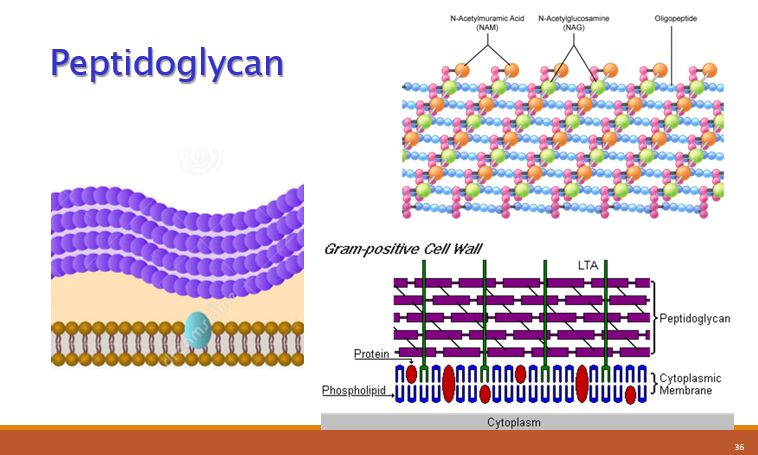 Peptidoglycan
N-Acetylmuramic Acid
(NAM)
N-Acetylglucosamine
(NAG)
Oligopeptide
Gram-positive Cell Wall
LTA
Peptidoglycan
Protein
Phospholipid
Cytoplasmic
Membrane
Cytoplasm
36